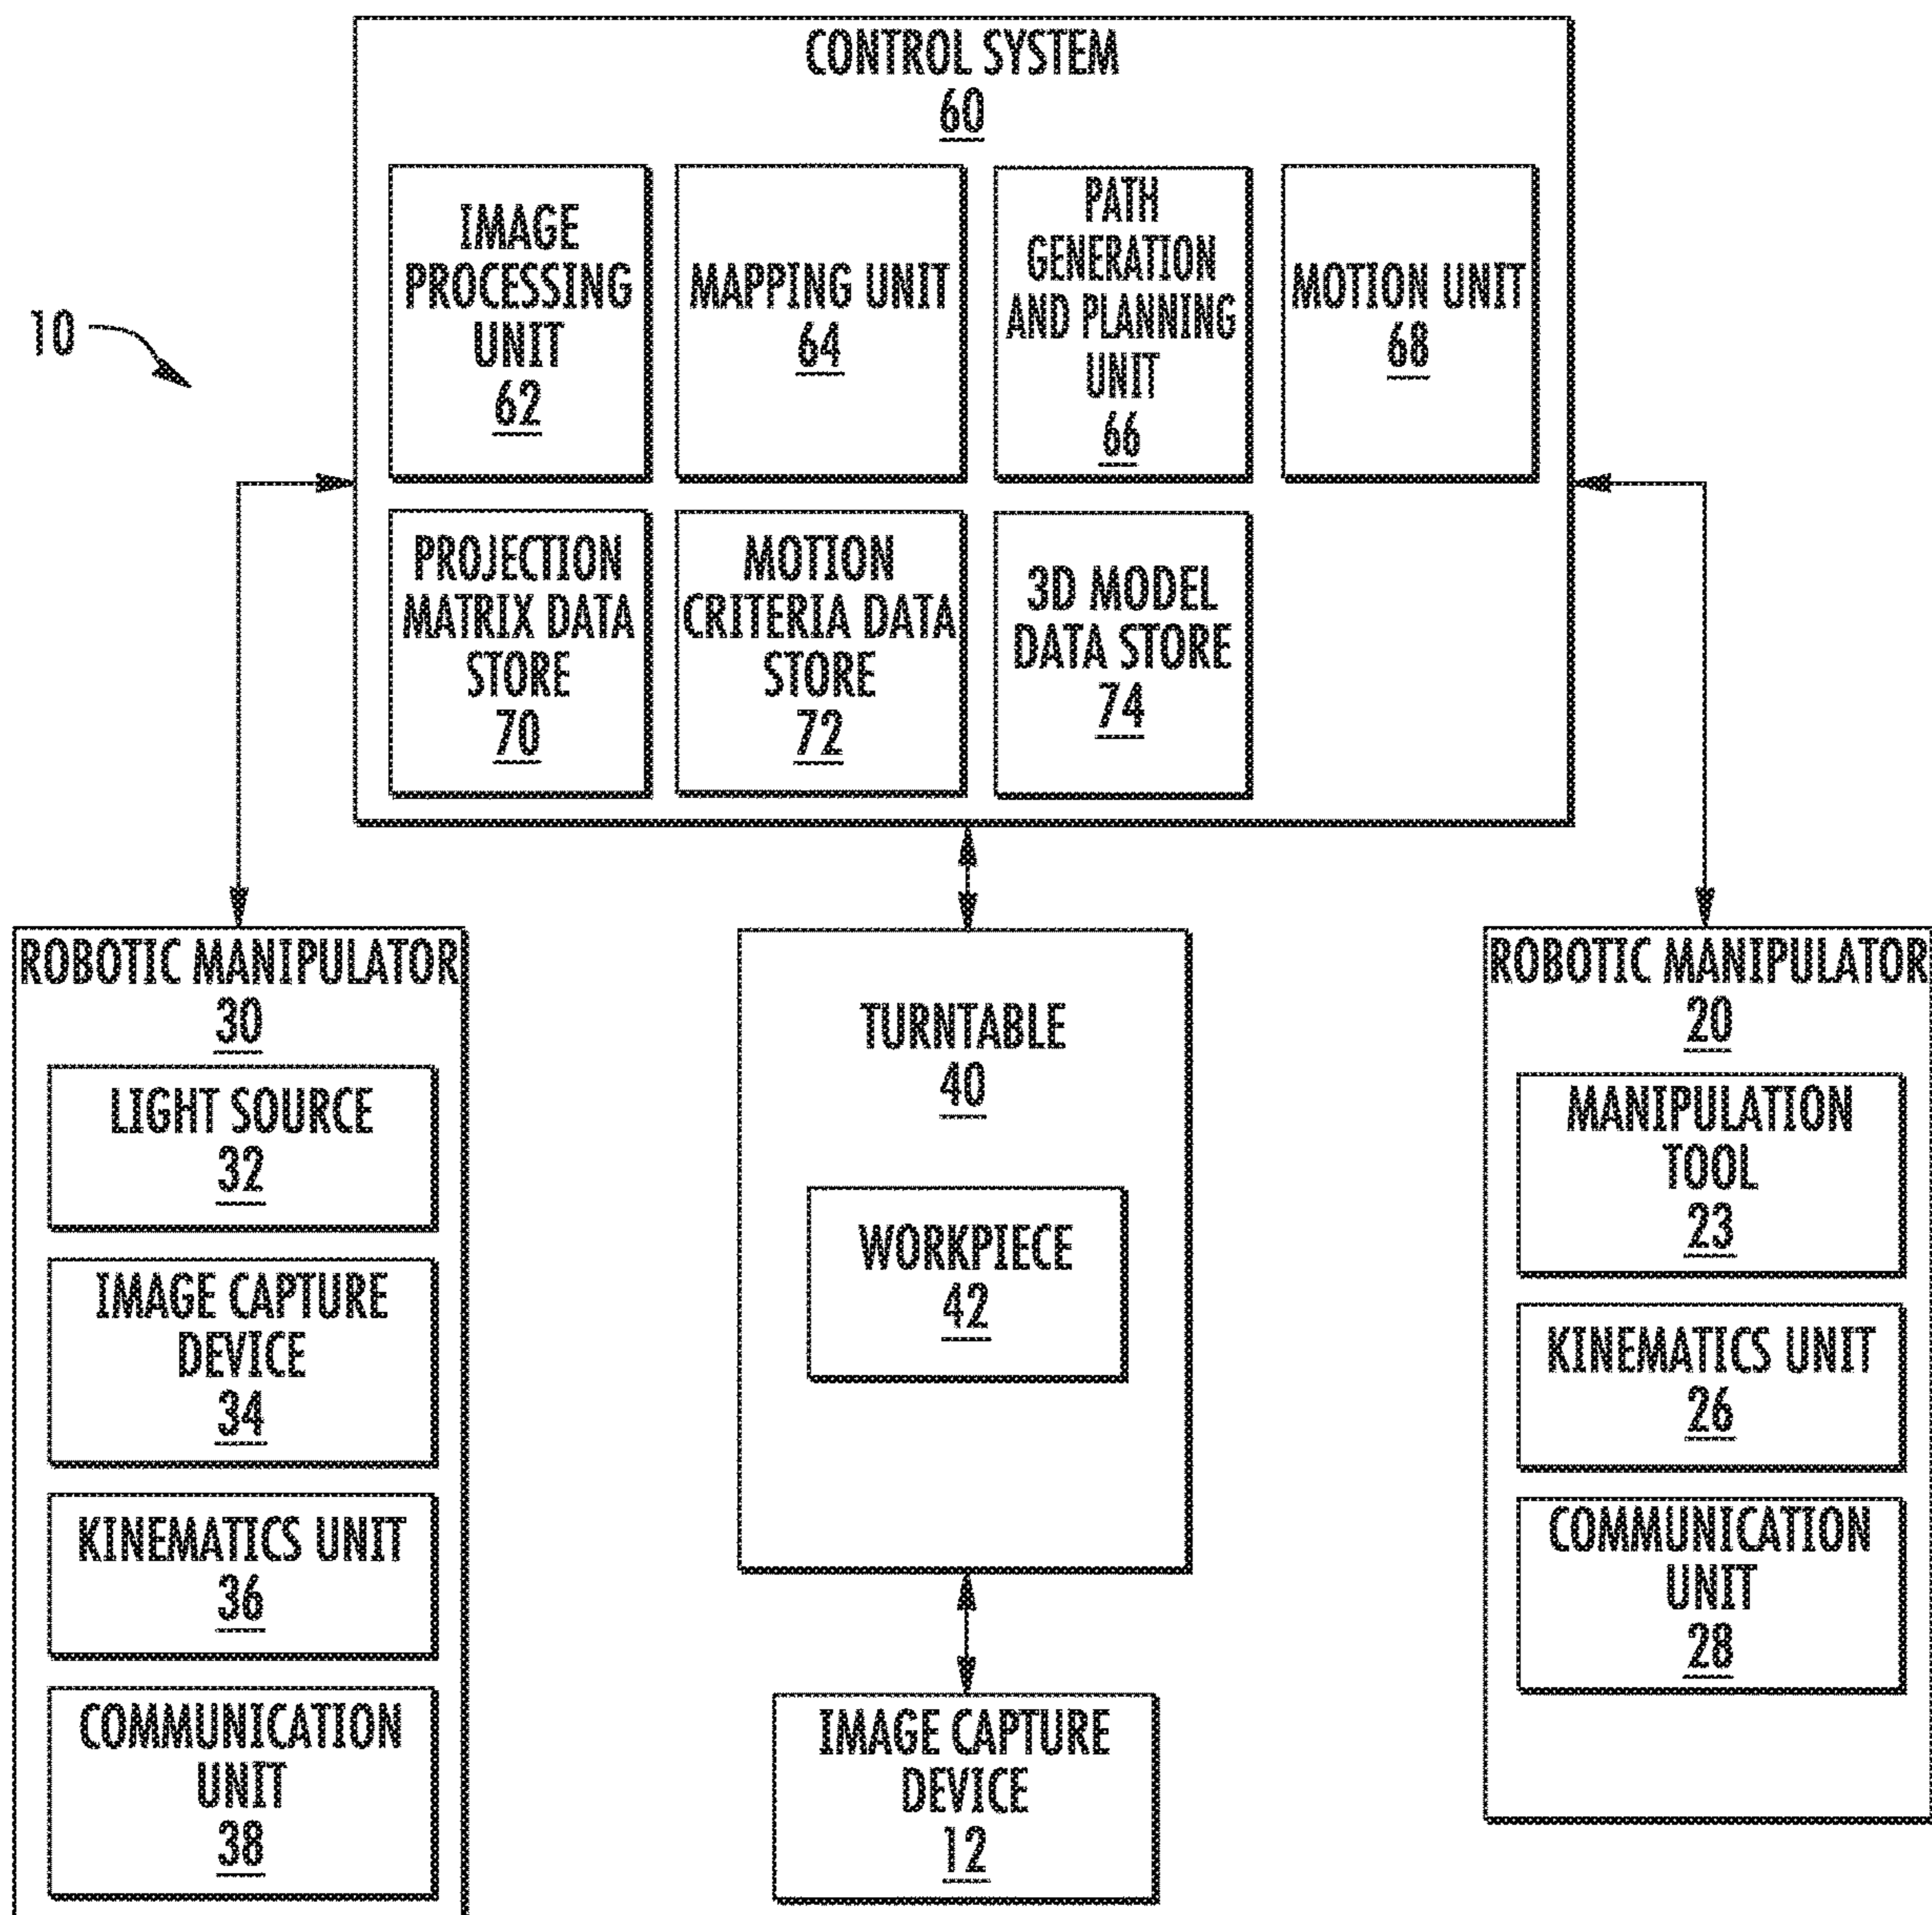 CONTROL SYSTEM
60
IMAGE
PROCESSING
UNIT
62
MAPPING UNIT
64
PATH
GENERATION
AND PLANNING
UNIT
66
MOTION UNIT
68
10
PROJECTION
MATRIX DATA
STORE
70
MOTION
CRITERIA DATA
STORE
72
3D MODEL
DATA STORE
74
ROBOTIC MANIPULATOR
30
LIGHT SOURCE
32
IMAGE CAPTURE
DEVICE
34
KINEMATICS UNIT
36
COMMUNICATION
UNIT
38
TURNTABLE
40
WORKPIECE
42
IMAGE CAPTURE
DEVICE
12
ROBOTIC MANIPULATOR
20
MANIPULATION
TOOL
23
KINEMATICS UNIT
26
COMMUNICATION
UNIT
28